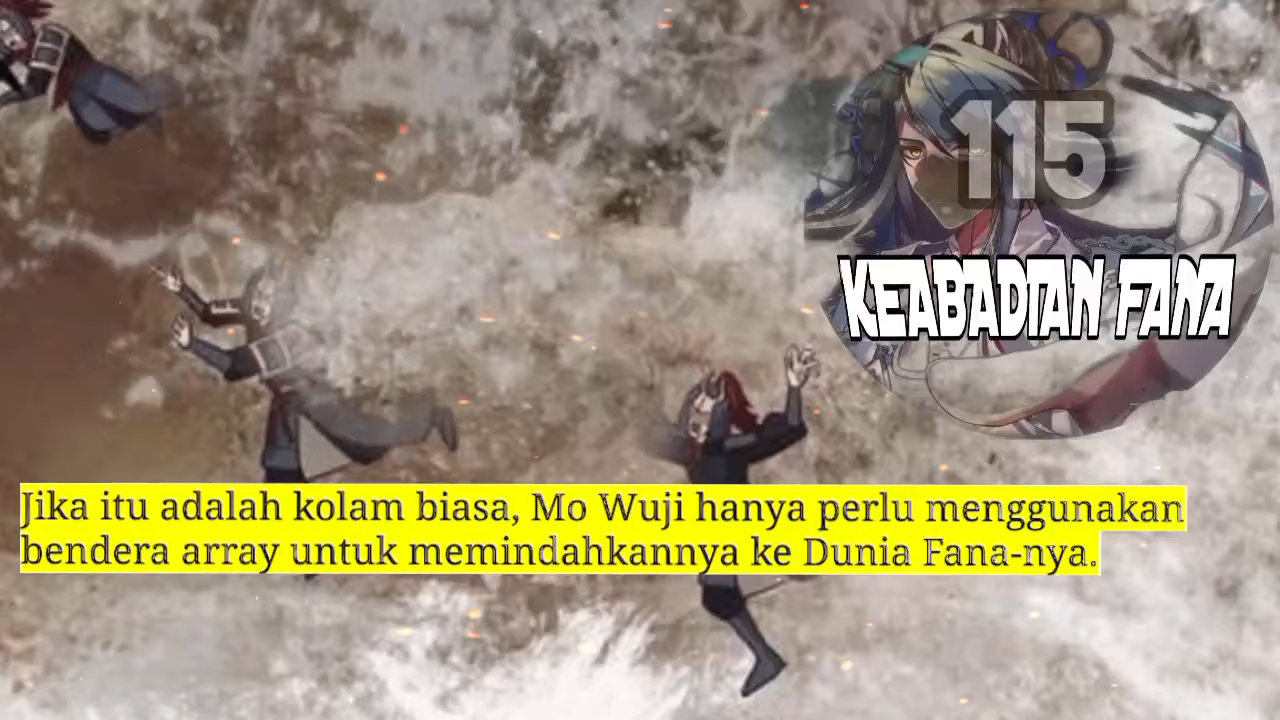 115
KEABADIAN FANA
Jika itu adalah kolam biasa, Mo Wuji hanya perlu menggunakan
bendera array untuk memindahkannya ke Dunia Fana-nya.